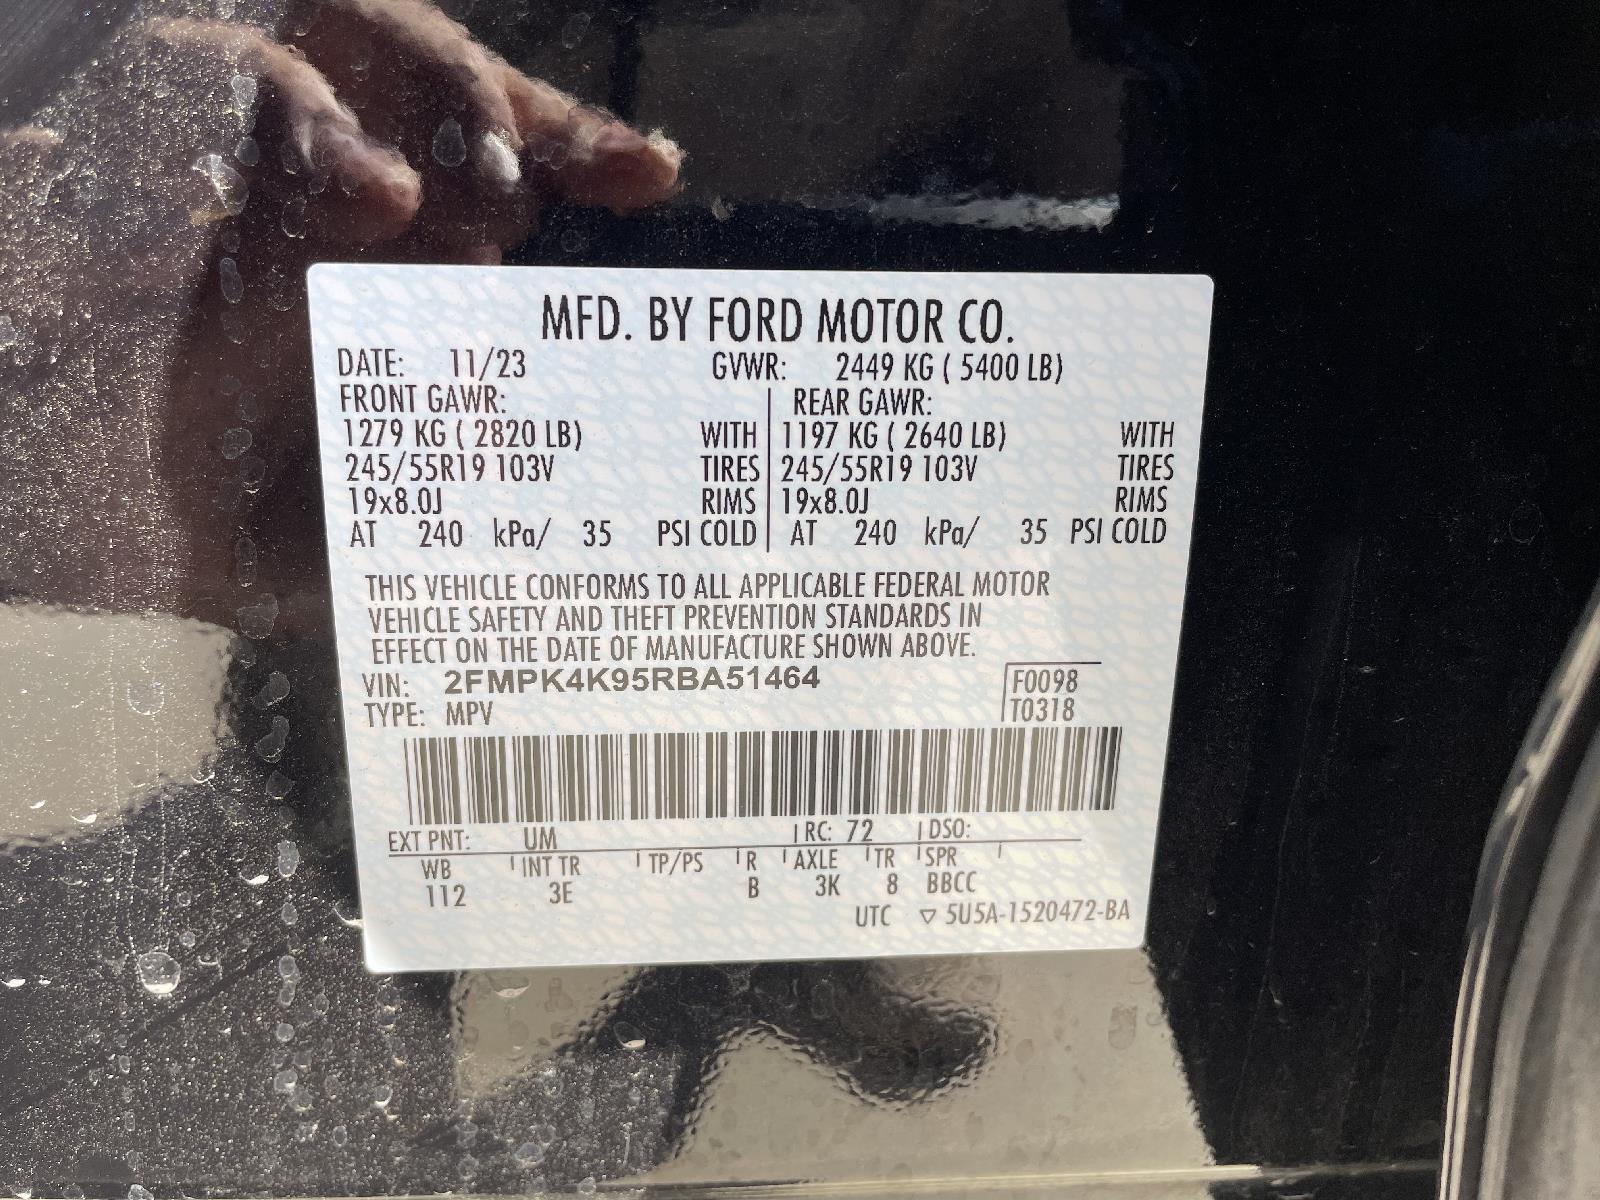 MFD. BY FORD MOTOR CO.
DATE: 11/23 GVWR: 2449 KG ( 5400 LB)
FRONT GAWR: REAR GAWR:
1279 KG ( 2820 LB) WITH 1197 KG ( 2640 LB) WITH
245/55R19 103V TIRES 245/55R19 103V TIRES
19x8.0J RIMS 19x8.0J RIMS
AT 240 kPa/ 35 PSI COLD AT 240 kPa/ 35 PSI COLD
THIS VEHICLE CONFORMS TO ALL APPLICABLE FEDERAL MOTOR
VEHICLE SAFETY AND THEFT PREVENTION STANDARDS IN
EFFECT ON THE DATE OF MANUFACTURE SHOWN ABOVE.
VIN: 2FMPK4K95RBA51464 F0098
TYPE: MPV T0318
EXT PNT: UM RC: 72 DSO:
WB INT TR TP/PS R AXLE TR SPR
112 3E B 3K 8 BBCC
UTC ▽ 5U5A-1520472-BA